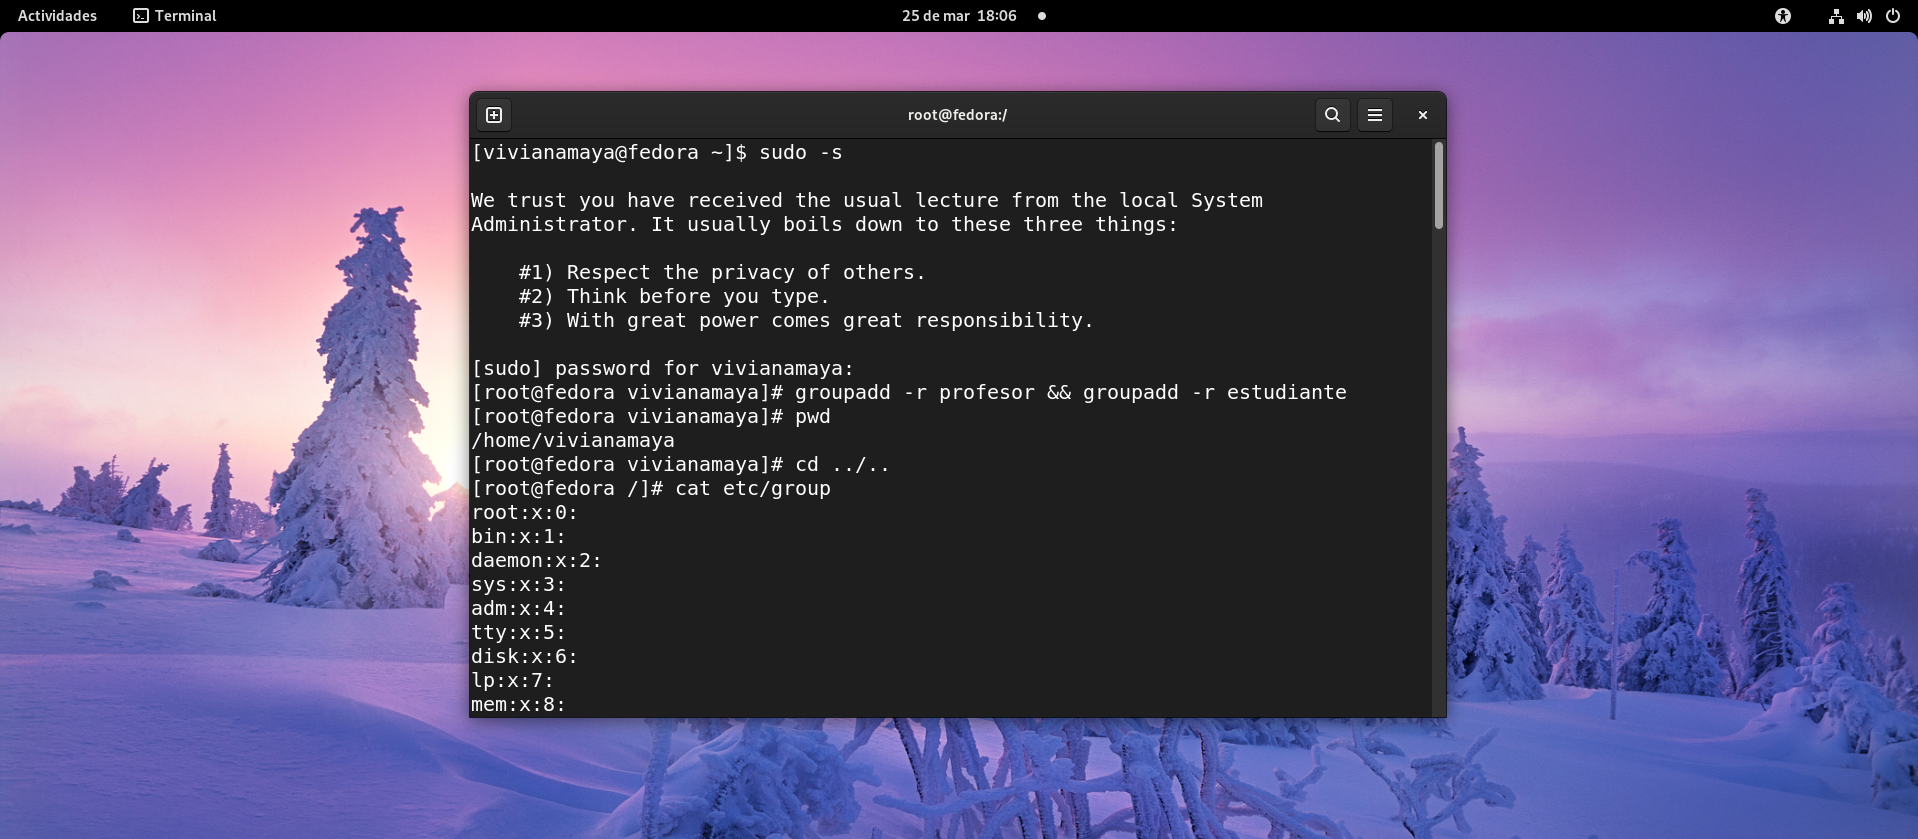 Actividades
Terminal
25 de mar 18:06
root@fedora:/
[vivianamaya@fedora ~]$ sudo -s
We trust you have received the usual lecture from the local System
Administrator. It usually boils down to these three things:
#1) Respect the privacy of others.
#2) Think before you type.
#3) With great power comes great responsibility.
[sudo] password for vivianamaya:
[root@fedora vivianamaya]# groupadd -r profesor && groupadd -r estudiante
[root@fedora vivianamaya]# pwd
/home/vivianamaya
[root@fedora vivianamaya]# cd ../..
[root@fedora /]# cat etc/group
root:x:0:
bin:x:1:
daemon:x:2:
sys:x:3:
adm:x:4:
tty:x:5:
disk:x:6:
lp:x:7:
mem:x:8: